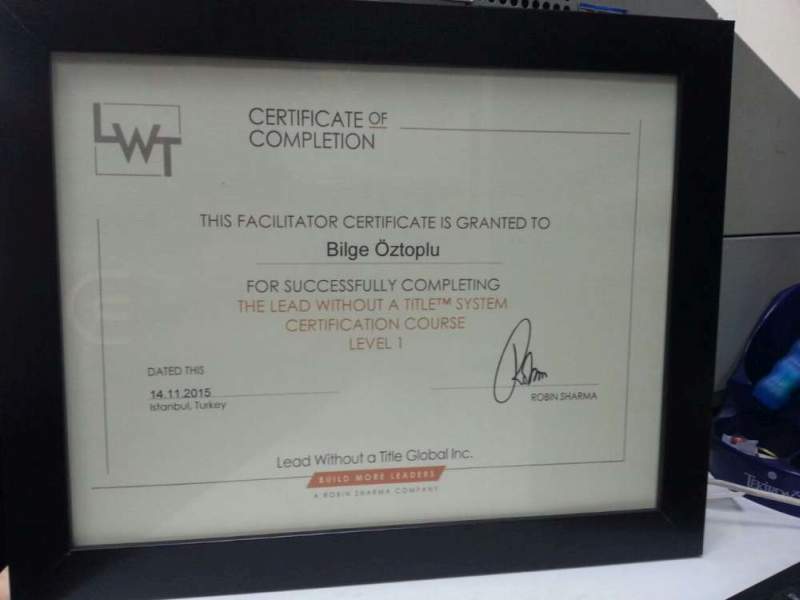 LWT
CERTIFICATE OF
COMPLETION
THIS FACILITATOR CERTIFICATE IS GRANTED TO
Bilge Öztoplu
FOR SUCCESSFULLY COMPLETING
THE LEAD WITHOUT A TITLE™ SYSTEM
CERTIFICATION COURSE
LEVEL 1
DATED THIS
14.11.2015
Istanbul, Turkey
ROBIN SHARMA
Lead Without a Title Global Inc.
BUILD MORE LEADERS
A ROBIN SHARMA COMPANY